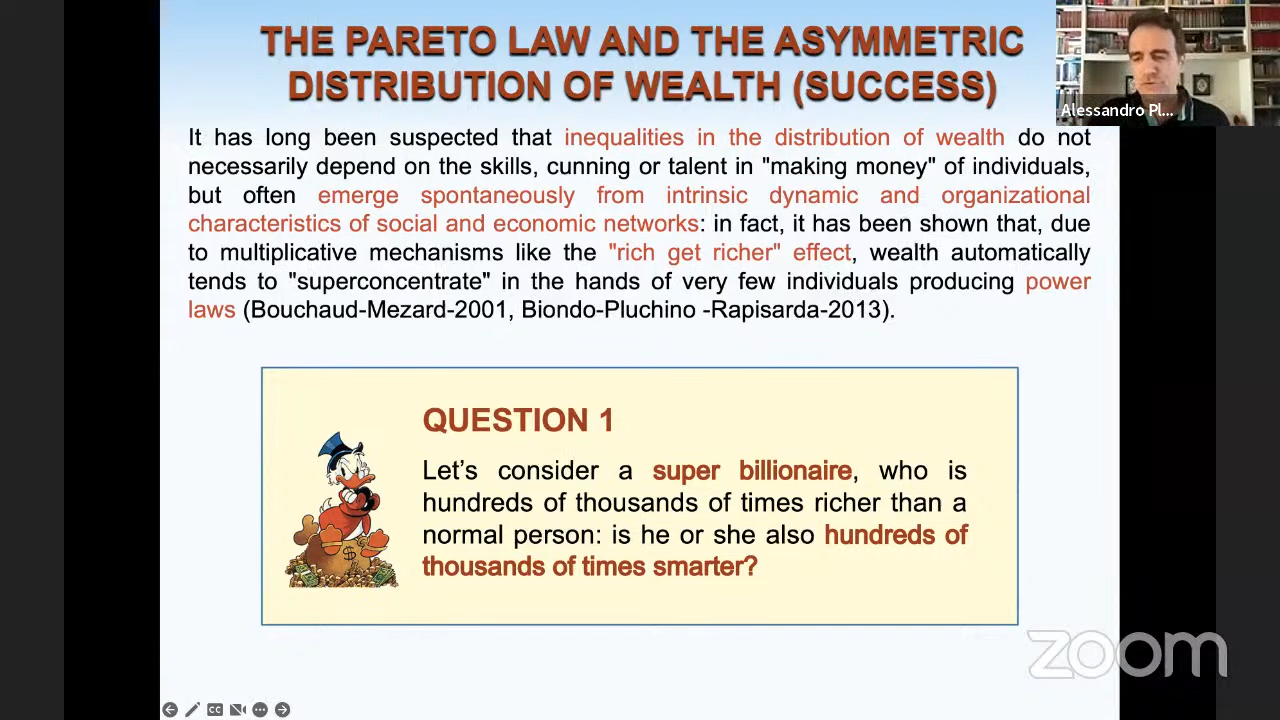 THE PARETO LAW AND THE ASYMMETRIC
DISTRIBUTION OF WEALTH (SUCCESS)
Alessandro Pl...
It has long been suspected that inequalities in the distribution of wealth do not
necessarily depend on the skills, cunning or talent in "making money" of individuals,
but often emerge spontaneously from intrinsic dynamic and organizational
characteristics of social and economic networks: in fact, it has been shown that, due
to multiplicative mechanisms like the "rich get richer" effect, wealth automatically
tends to "superconcentrate" in the hands of very few individuals producing power
laws (Bouchaud-Mezard-2001, Biondo-Pluchino -Rapisarda-2013).
QUESTION 1
Let's consider a super billionaire, who is
hundreds of thousands of times richer than a
normal person: is he or she also hundreds of
thousands of times smarter?
$
zoom
CC